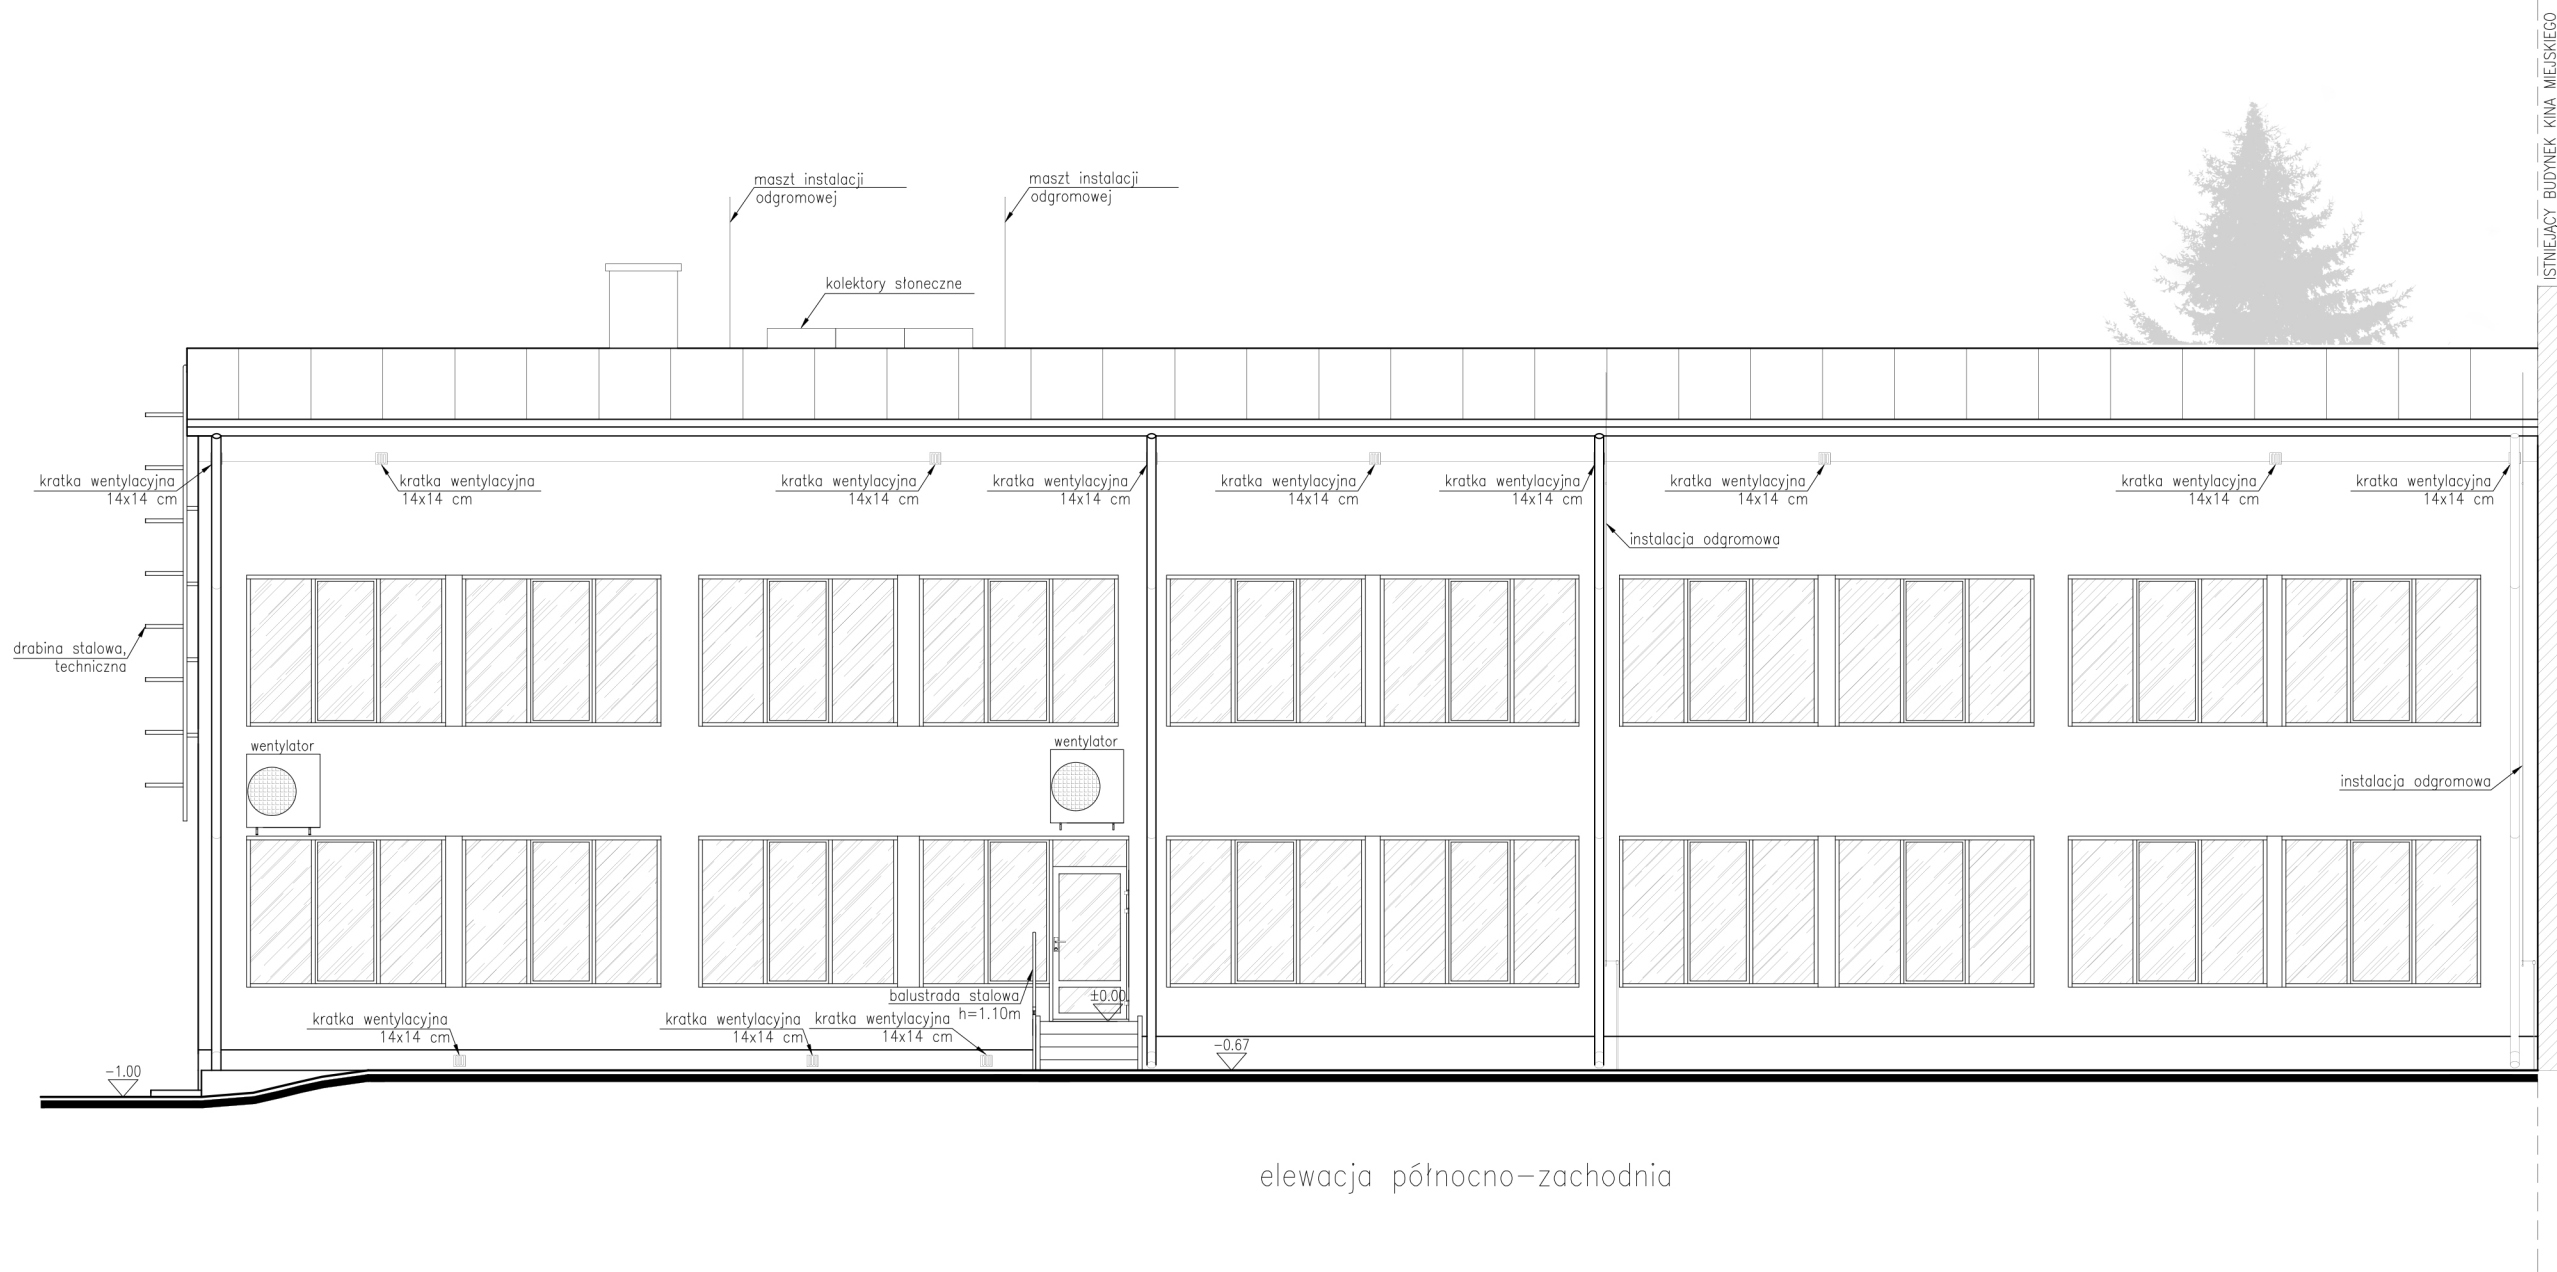 ISTNIEJĄCY BUDYNEK KINA MIEJSKIEGO
maszt instalacji
odgromowej
maszt instalacji
odgromowej
kolektory słoneczne
kratka wentylacyjna
14x14 cm
kratka wentylacyjna
14x14 cm
kratka wentylacyjna
14x14 cm
kratka wentylacyjna
14x14 cm
kratka wentylacyjna
14x14 cm
kratka wentylacyjna
14x14 cm
kratka wentylacyjna
14x14 cm
kratka wentylacyjna
14x14 cm
kratka wentylacyjna
14x14 cm
instalacja odgromowa
drabina stalowa,
techniczna
wentylator
wentylator
instalacja odgromowa
balustrada stalowa
h=1.10m
±0.00
kratka wentylacyjna
14x14 cm
kratka wentylacyjna
14x14 cm
kratka wentylacyjna
14x14 cm
-0.67
-1.00
elewacja północno-zachodnia